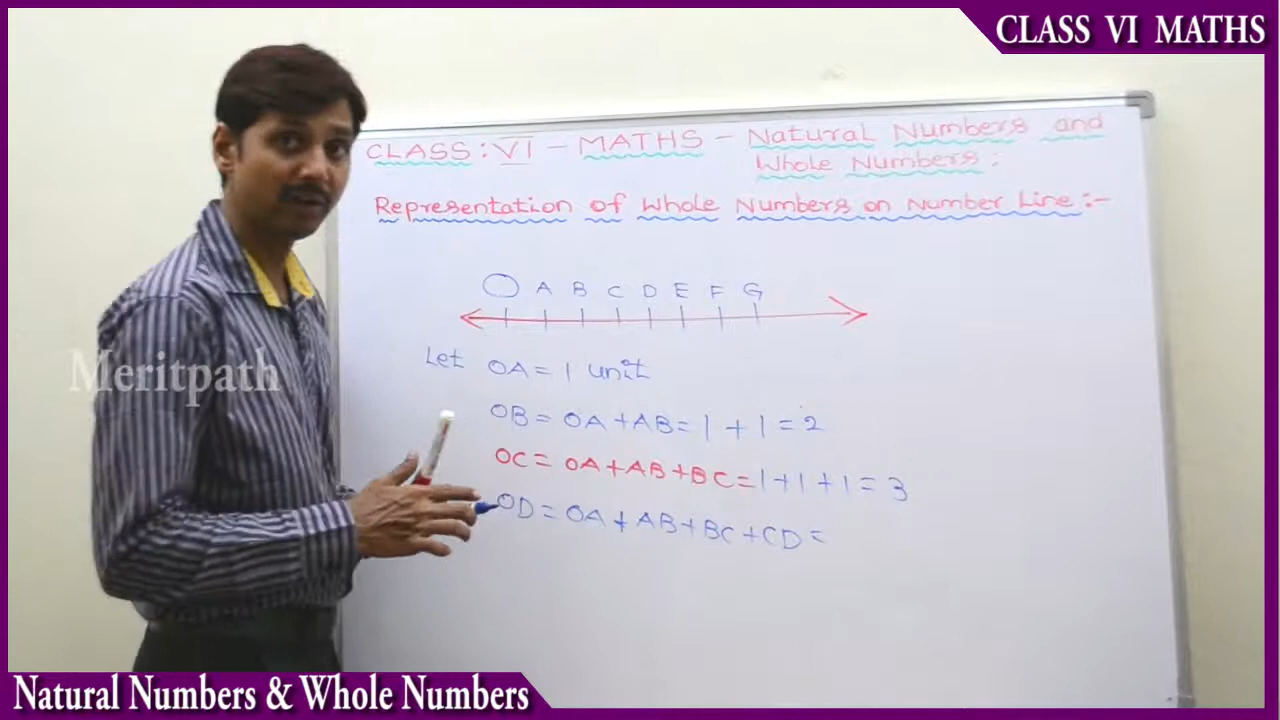 CLASS VI MATHS
CLASS: VI - MATHS - Natural Numbers and
Whole Numbers:
Representation of Whole Numbers on Number Line :-
O A B C D E F G
Let OA = 1 unit
OB = OA + AB = 1 + 1 = 2
OC = OA + AB + BC = 1 + 1 + 1 = 3
OD = OA + AB + BC + CD =
Meritpath
Natural Numbers & Whole Numbers